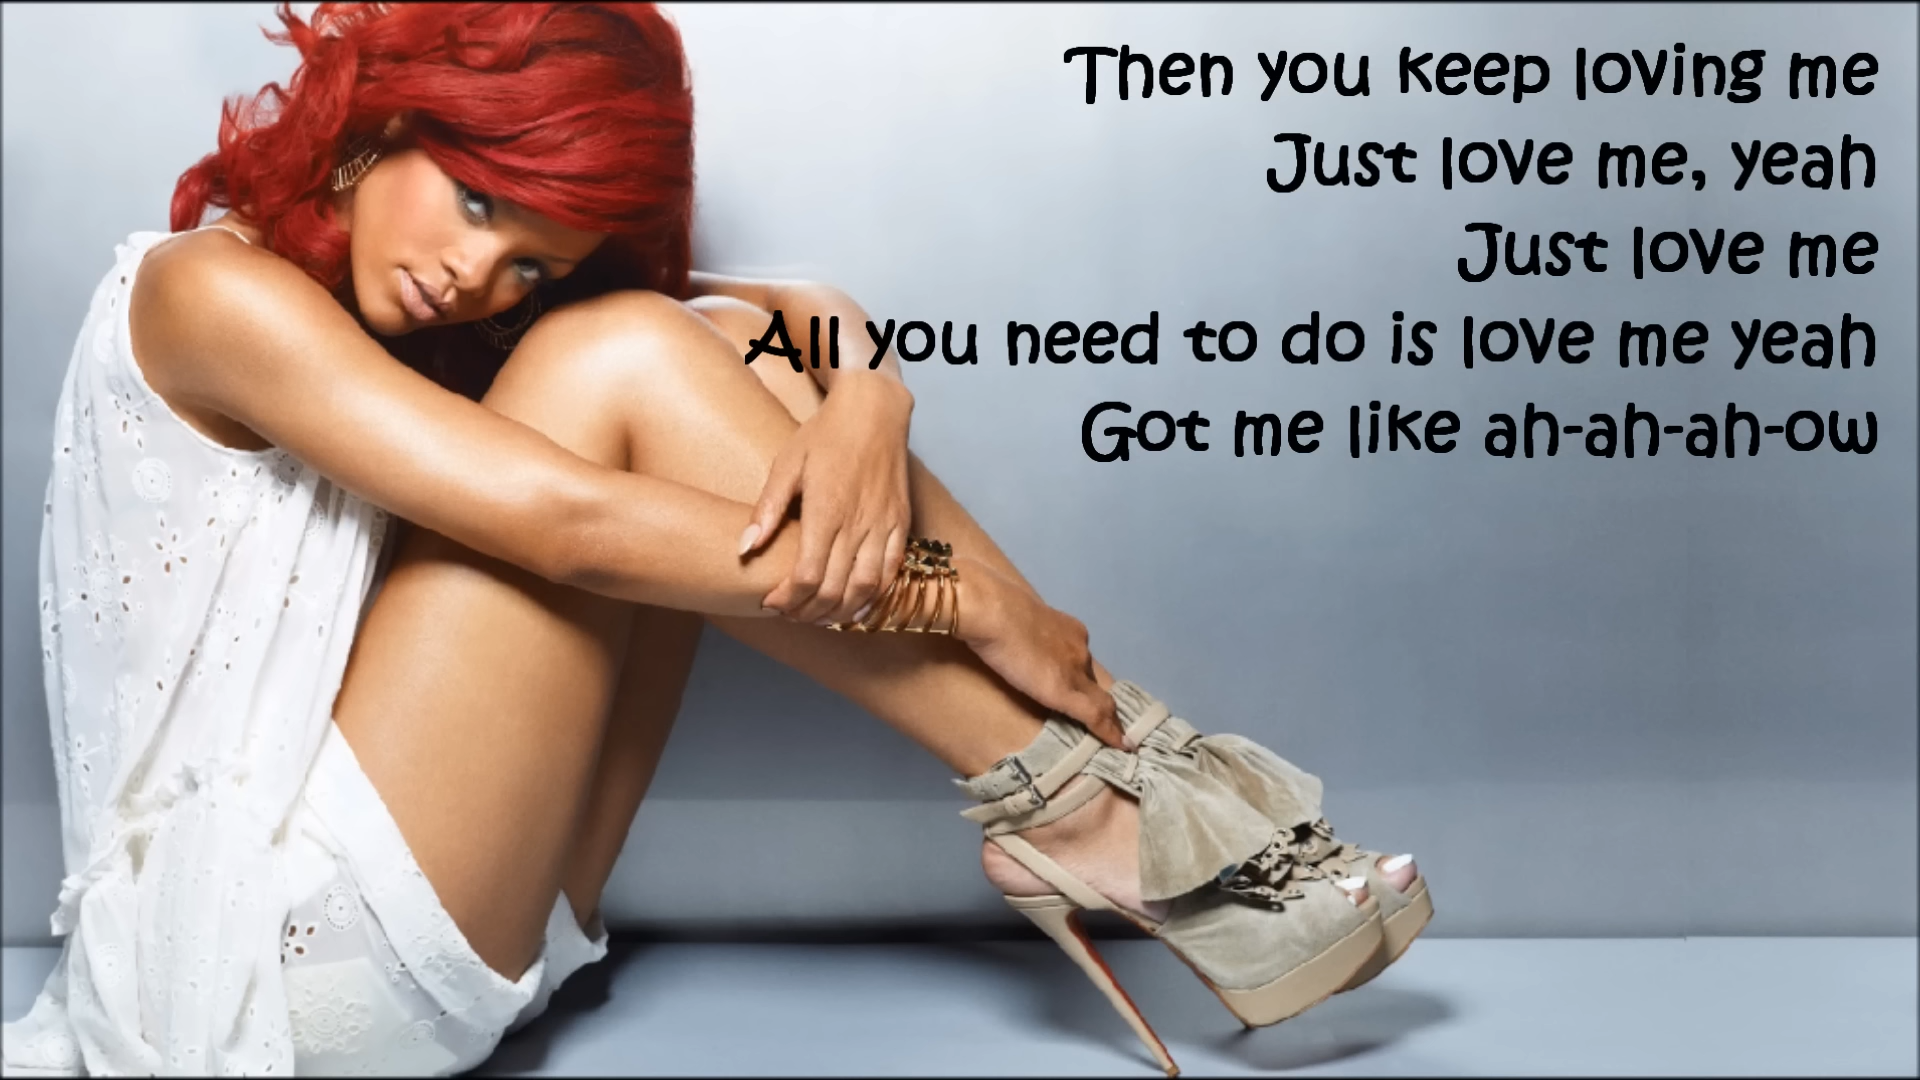 Then you keep loving me
Just love me, yeah
Just love me
All you need to do is love me yeah
Got me like ah-ah-ah-ow